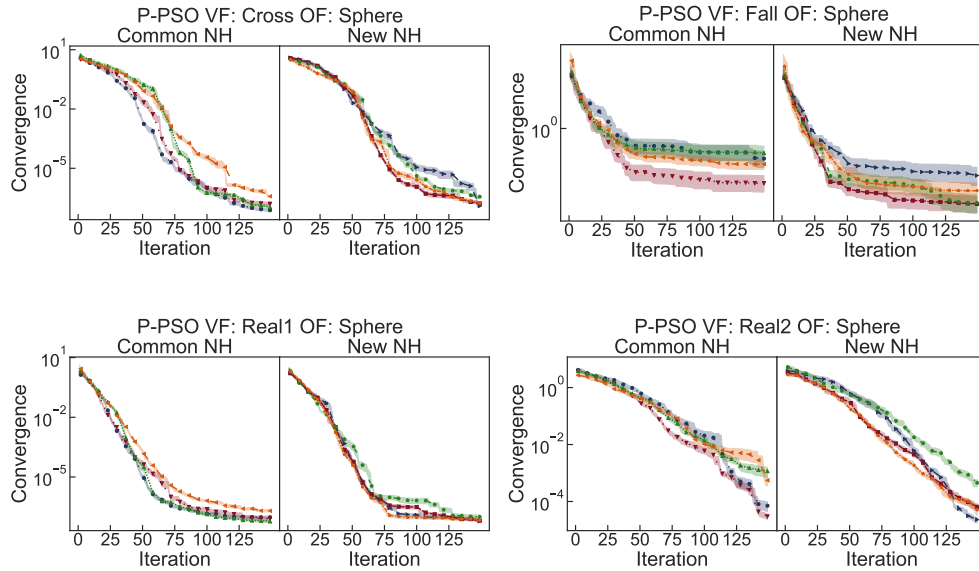 P-PSO VF: Cross OF: Sphere
Common NH New NH
Convergence
10^1
10^-2
10^-5
0 25 50 75 100 125 0 25 50 75 100 125
Iteration Iteration
P-PSO VF: Fall OF: Sphere
Common NH New NH
Convergence
10^0
0 25 50 75 100 125 0 25 50 75 100 125
Iteration Iteration
P-PSO VF: Real1 OF: Sphere
Common NH New NH
Convergence
10^1
10^-2
10^-5
0 25 50 75 100 125 0 25 50 75 100 125
Iteration Iteration
P-PSO VF: Real2 OF: Sphere
Common NH New NH
Convergence
10^0
10^-2
10^-4
0 25 50 75 100 125 0 25 50 75 100 125
Iteration Iteration